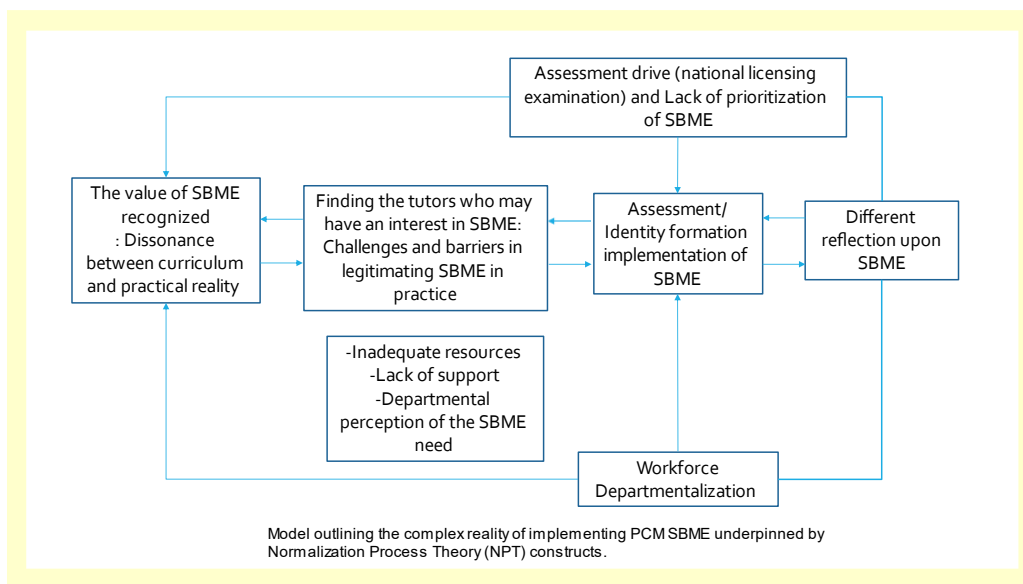 Assessment drive (national licensing
examination) and Lack of prioritization
of SBME
The value of SBME
recognized
: Dissonance
between curriculum
and practical reality
Finding the tutors who may
have an interest in SBME:
Challenges and barriers in
legitimating SBME in
practice
Assessment/
Identity formation
implementation of
SBME
Different
reflection upon
SBME
-Inadequate resources
-Lack of support
-Departmental
perception of the SBME
need
Workforce
Departmentalization
Model outlining the complex reality of implementing PCM SBME underpinned by
Normalization Process Theory (NPT) constructs.